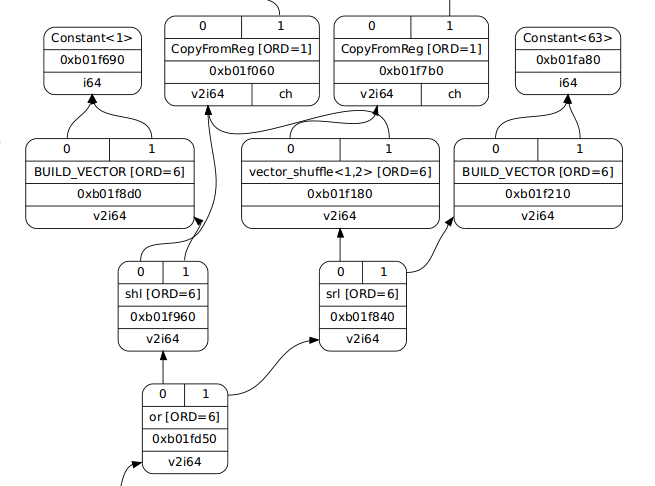 Constant<1>
0xb01f690
i64
0 1
CopyFromReg [ORD=1]
0xb01f060
v2i64 ch
0 1
CopyFromReg [ORD=1]
0xb01f7b0
v2i64 ch
Constant<63>
0xb01fa80
i64
0 1
BUILD_VECTOR [ORD=6]
0xb01f8d0
v2i64
0 1
vector_shuffle<1,2> [ORD=6]
0xb01f180
v2i64
0 1
BUILD_VECTOR [ORD=6]
0xb01f210
v2i64
0 1
shl [ORD=6]
0xb01f960
v2i64
0 1
srl [ORD=6]
0xb01f840
v2i64
0 1
or [ORD=6]
0xb01fd50
v2i64